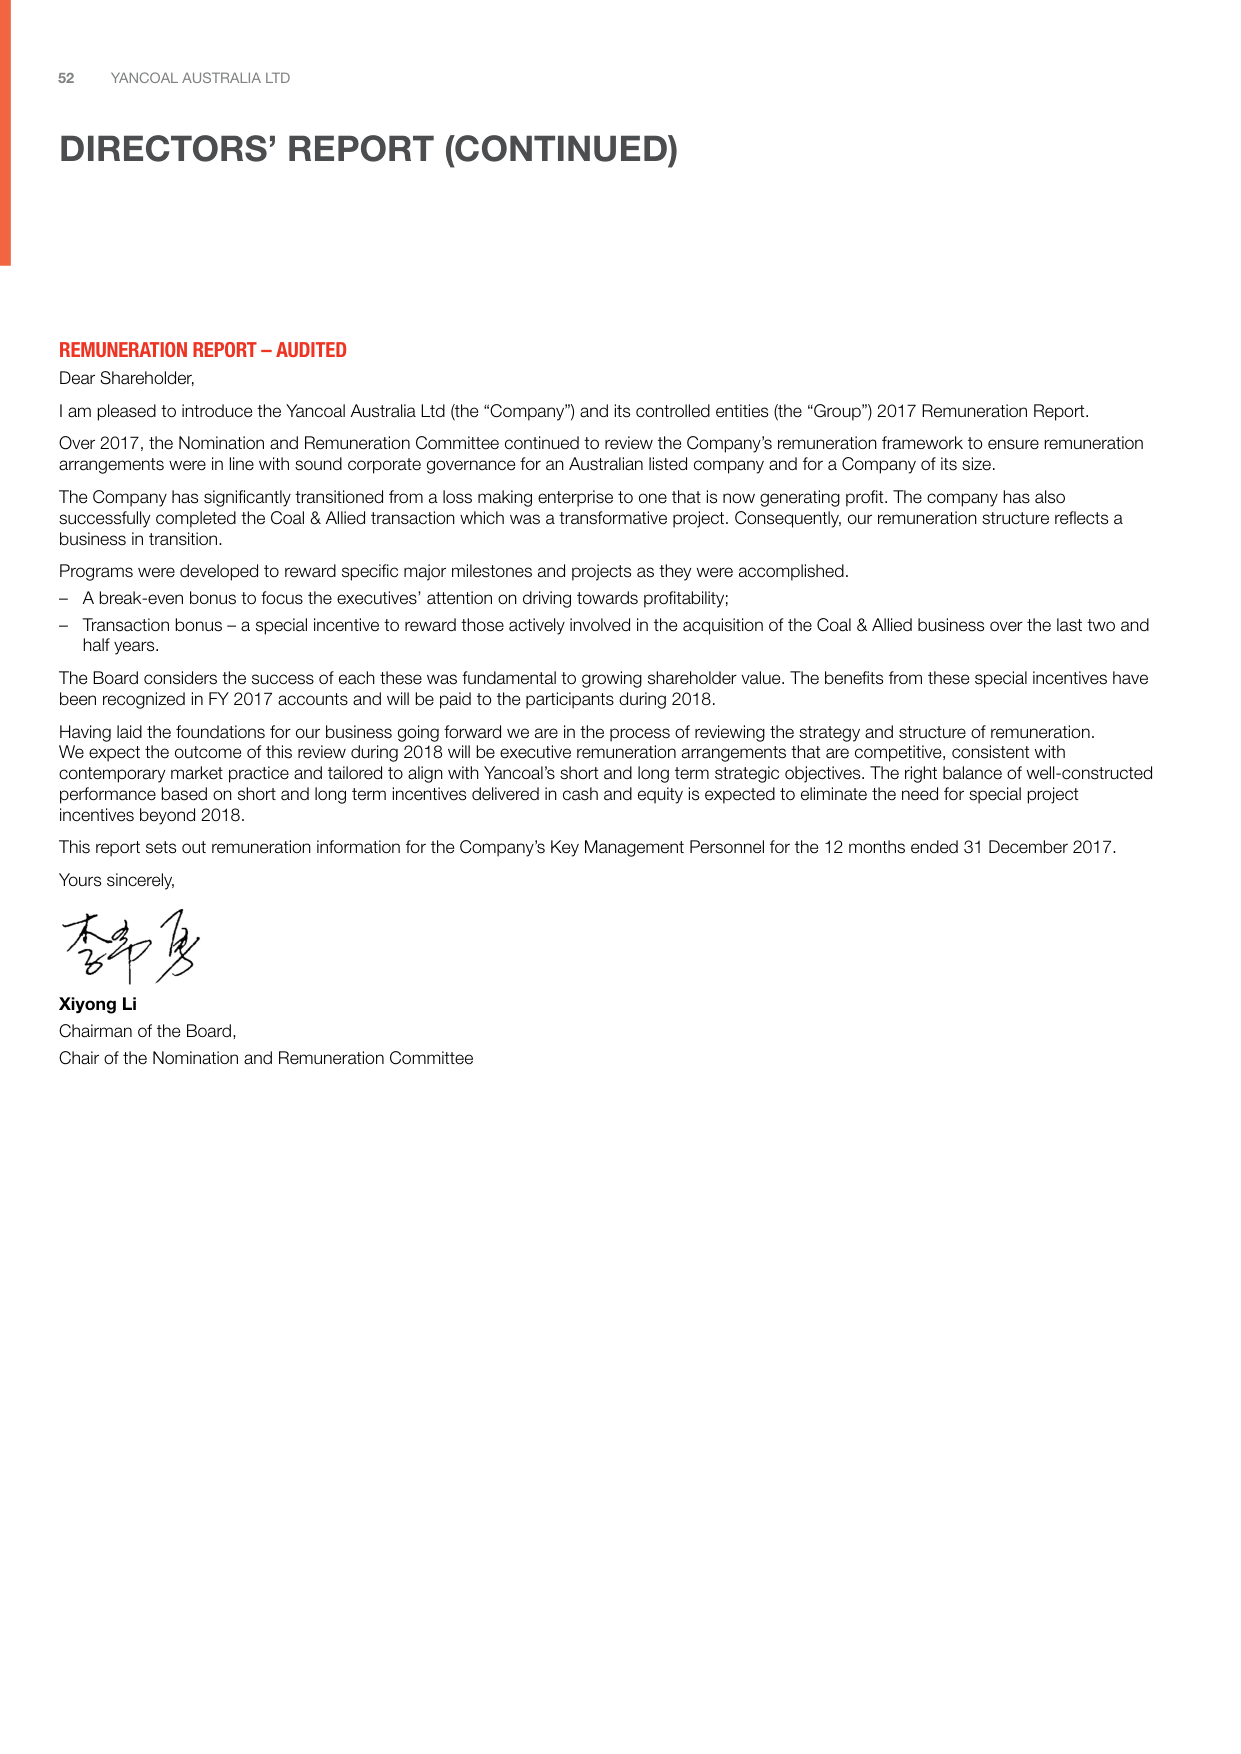 52 YANCOAL AUSTRALIA LTD
DIRECTORS’ REPORT (CONTINUED)
REMUNERATION REPORT – AUDITED
Dear Shareholder,
I am pleased to introduce the Yancoal Australia Ltd (the “Company”) and its controlled entities (the “Group”) 2017 Remuneration Report.
Over 2017, the Nomination and Remuneration Committee continued to review the Company’s remuneration framework to ensure remuneration
arrangements were in line with sound corporate governance for an Australian listed company and for a Company of its size.
The Company has significantly transitioned from a loss making enterprise to one that is now generating profit. The company has also
successfully completed the Coal & Allied transaction which was a transformative project. Consequently, our remuneration structure reflects a
business in transition.
Programs were developed to reward specific major milestones and projects as they were accomplished.
– A break-even bonus to focus the executives’ attention on driving towards profitability;
– Transaction bonus – a special incentive to reward those actively involved in the acquisition of the Coal & Allied business over the last two and
half years.
The Board considers the success of each these was fundamental to growing shareholder value. The benefits from these special incentives have
been recognized in FY 2017 accounts and will be paid to the participants during 2018.
Having laid the foundations for our business going forward we are in the process of reviewing the strategy and structure of remuneration.
We expect the outcome of this review during 2018 will be executive remuneration arrangements that are competitive, consistent with
contemporary market practice and tailored to align with Yancoal’s short and long term strategic objectives. The right balance of well-constructed
performance based on short and long term incentives delivered in cash and equity is expected to eliminate the need for special project
incentives beyond 2018.
This report sets out remuneration information for the Company’s Key Management Personnel for the 12 months ended 31 December 2017.
Yours sincerely,
李希勇
Xiyong Li
Chairman of the Board,
Chair of the Nomination and Remuneration Committee